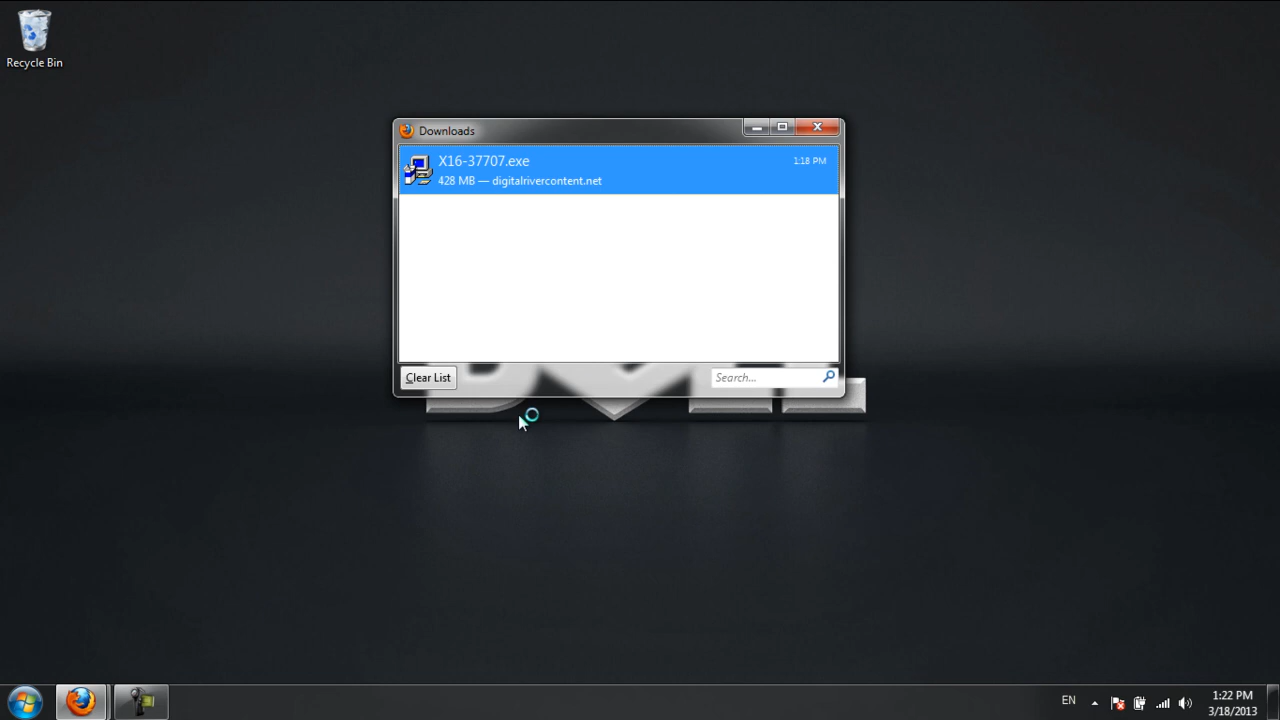 Recycle Bin
Downloads
X16-37707.exe
1:18 PM
428 MB — digitalrivercontent.net
Clear List
Search...
EN
1:22 PM
3/18/2013